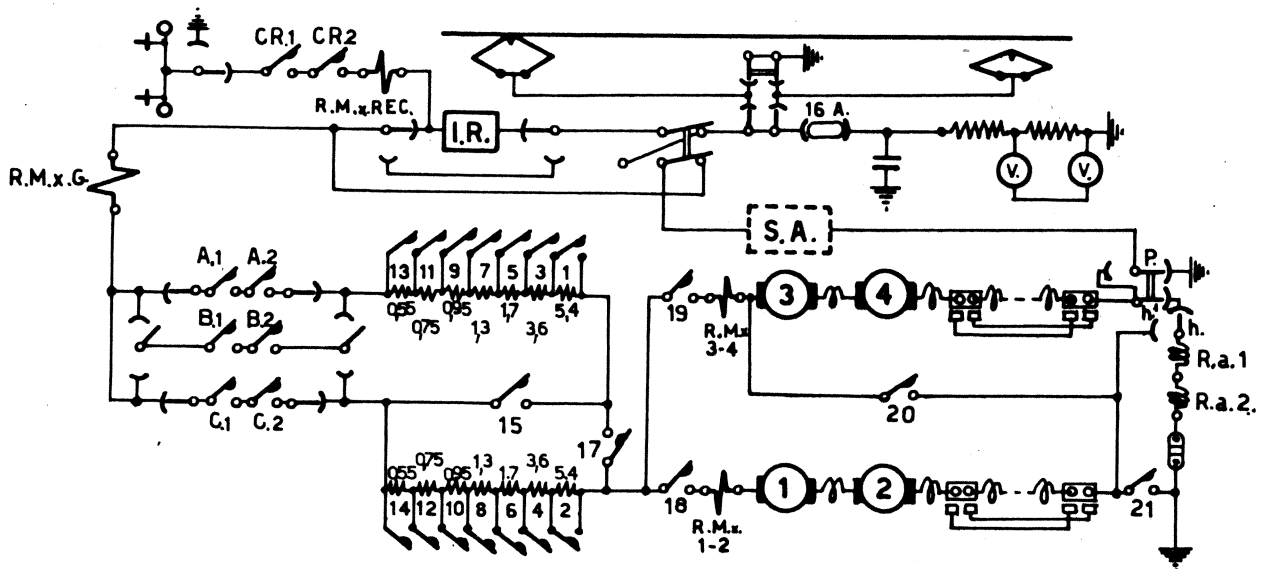 CR.1 CR.2
R.M.x.REC.
16 A.
I.R.
V. V.
R.M.x.G.
S.A.
A.1 A.2
13 11 9 7 5 3 1
0,55 0,75 0,95 1,3 1,7 3,6 5,4
B.1 B.2
C.1 C.2
19
R.M.x.
3-4
3 4
P.
h'. h.
R.a.1
R.a.2.
15
17
20
0,55 0,75 0,95 1,3 1.7 3,6 5.4
14 12 10 8 6 4 2
18
R.M.x.
1-2
1 2
21